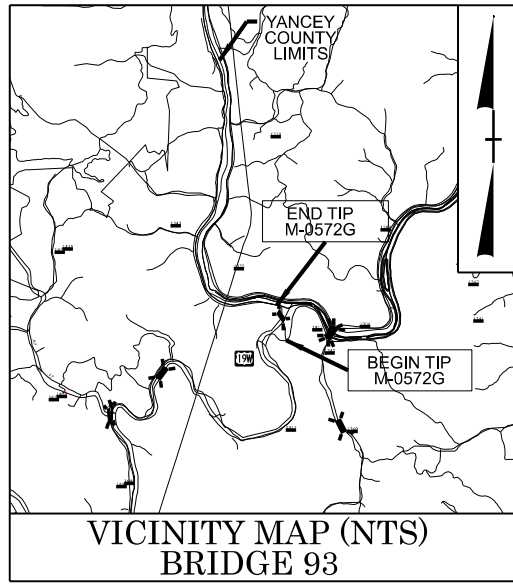 YANCEY
COUNTY
LIMITS
END TIP
M-0572G
19W
BEGIN TIP
M-0572G
VICINITY MAP (NTS)
BRIDGE 93